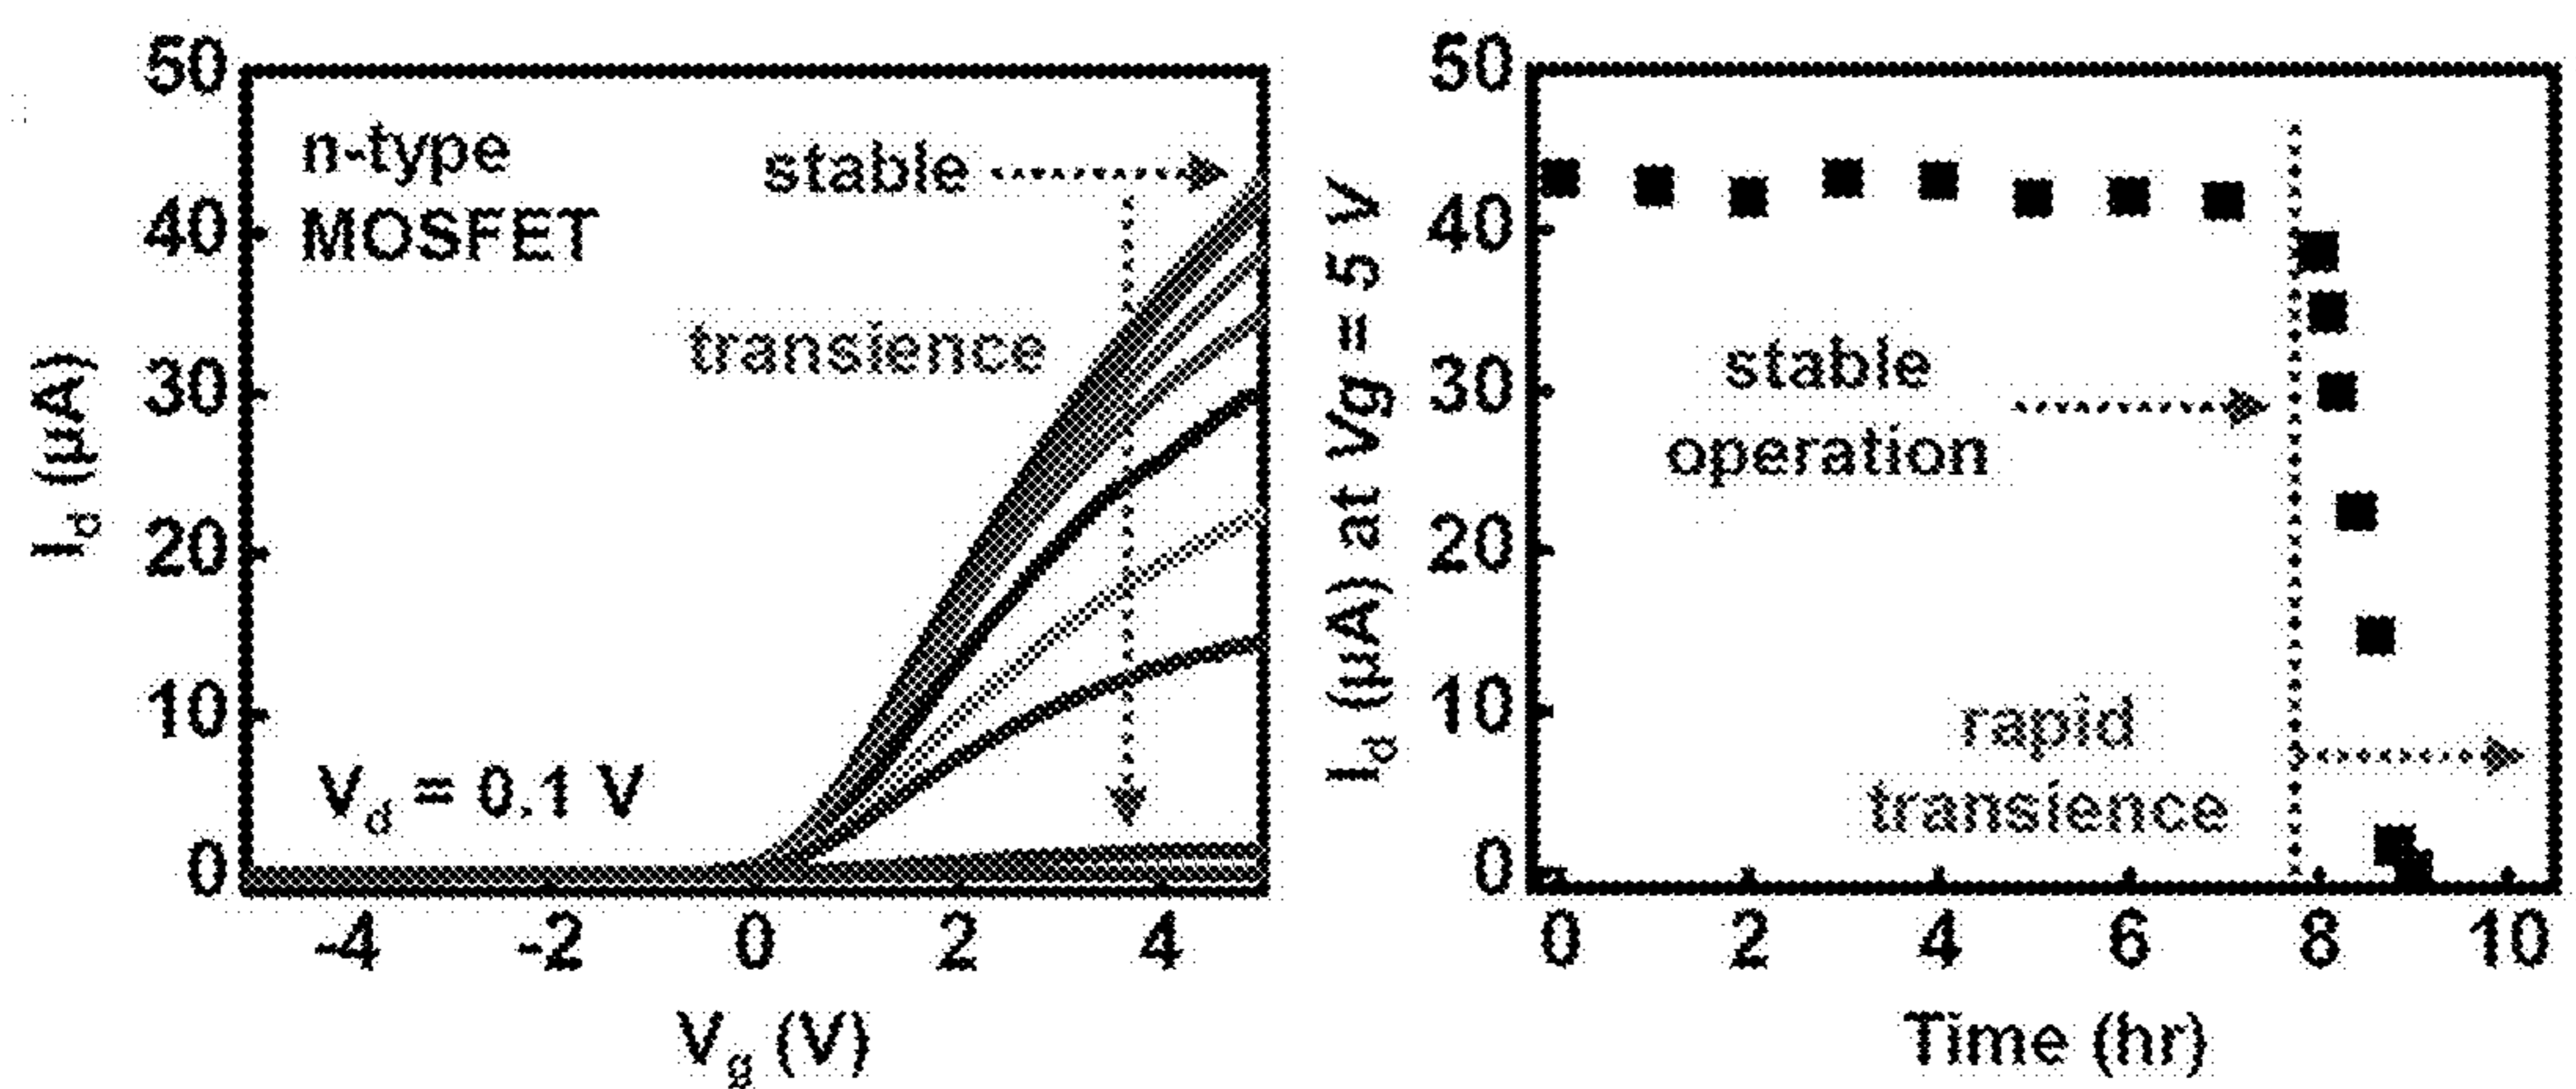 50
40
30
20
10
0
I_d (μA)
n-type
MOSFET
stable
transience
V_d = 0.1 V
-4 -2 0 2 4
V_g (V)
50
40
30
20
10
0
I_d (μA) at Vg = 5 V
stable
operation
rapid
transience
0 2 4 6 8 10
Time (hr)